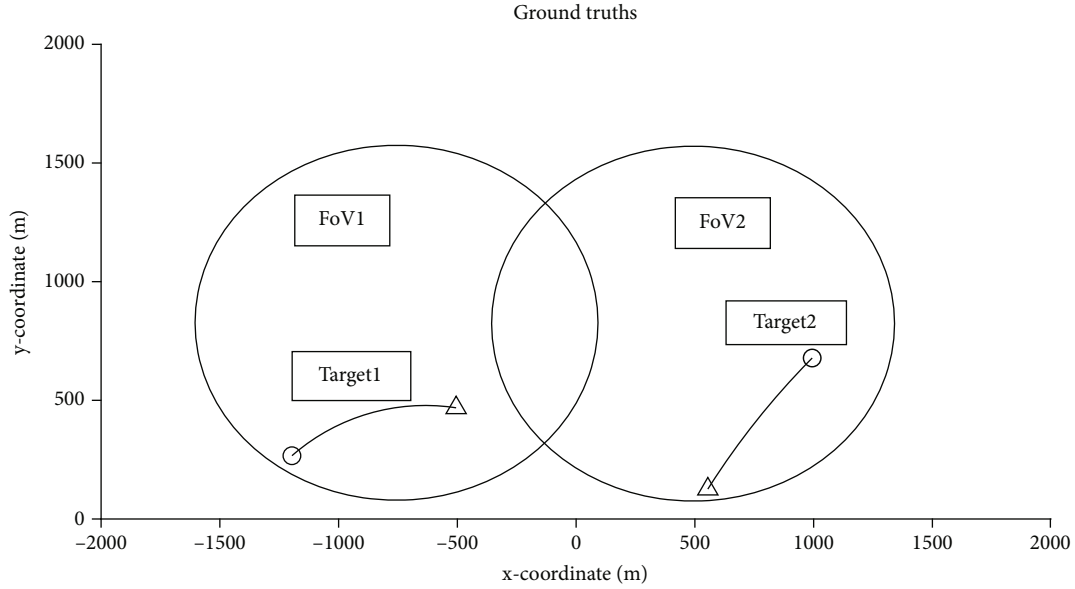 Ground truths
2000
1500
1000
500
0
y-coordinate (m)
FoV1
FoV2
Target1
Target2
–2000 –1500 –1000 –500 0 500 1000 1500 2000
x-coordinate (m)